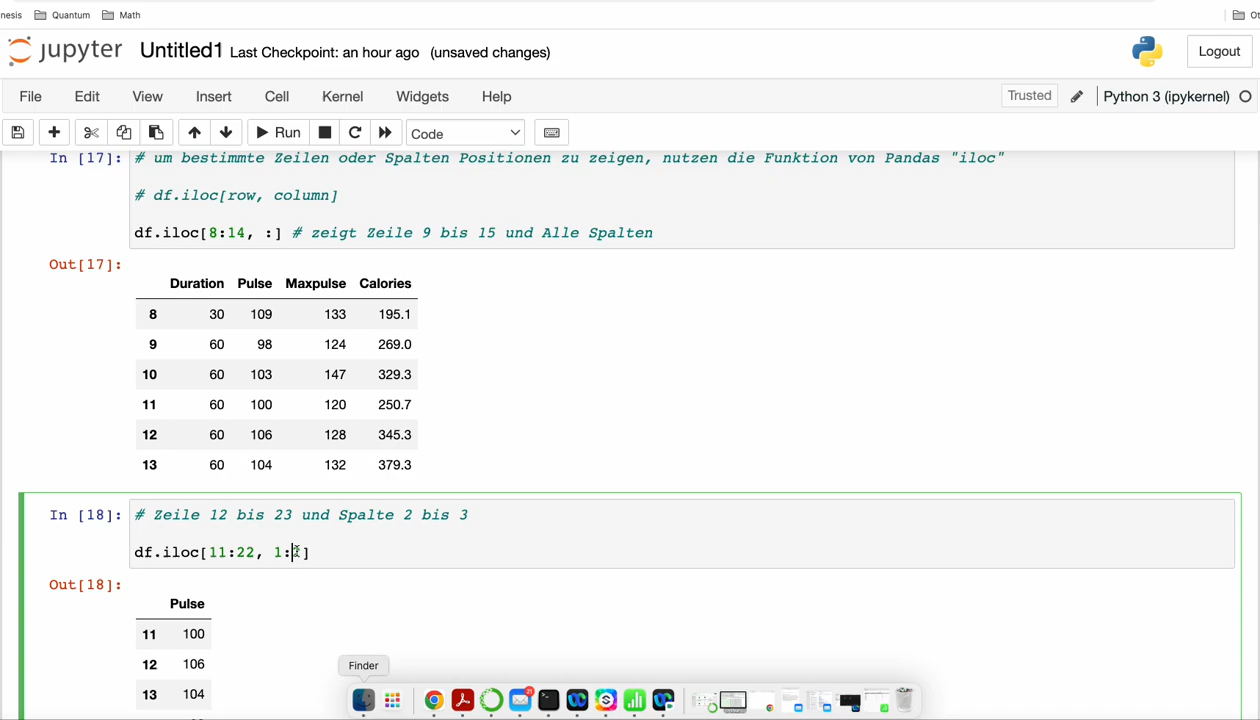 nesis Quantum Math Ot
jupyter Untitled1 Last Checkpoint: an hour ago (unsaved changes) Logout
File Edit View Insert Cell Kernel Widgets Help Trusted Python 3 (ipykernel)
Run Code
In [17]: # um bestimmte Zeilen oder Spalten Positionen zu zeigen, nutzen die Funktion von Pandas "iloc"
# df.iloc[row, column]
df.iloc[8:14, :] # zeigt Zeile 9 bis 15 und Alle Spalten
Out[17]:
Duration Pulse Maxpulse Calories
8 30 109 133 195.1
9 60 98 124 269.0
10 60 103 147 329.3
11 60 100 120 250.7
12 60 106 128 345.3
13 60 104 132 379.3
In [18]: # Zeile 12 bis 23 und Spalte 2 bis 3
df.iloc[11:22, 1: ]
Out[18]:
Pulse
11 100
12 106
13 104
Finder
21